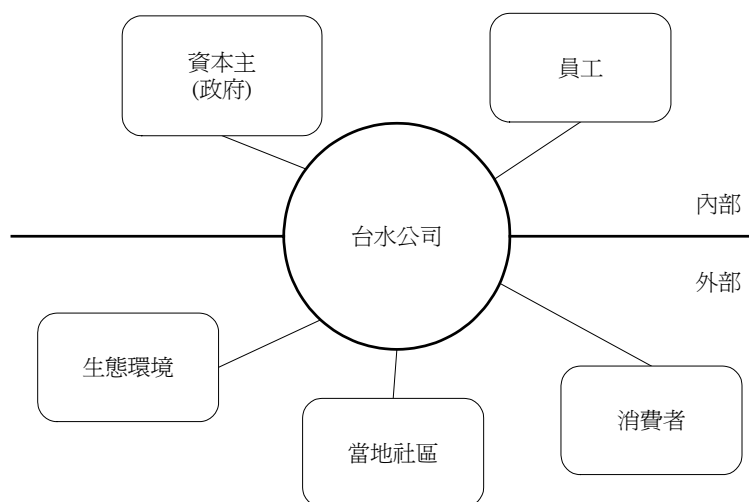 資本主
(政府)
員工
內部
台水公司
外部
生態環境
當地社區
消費者